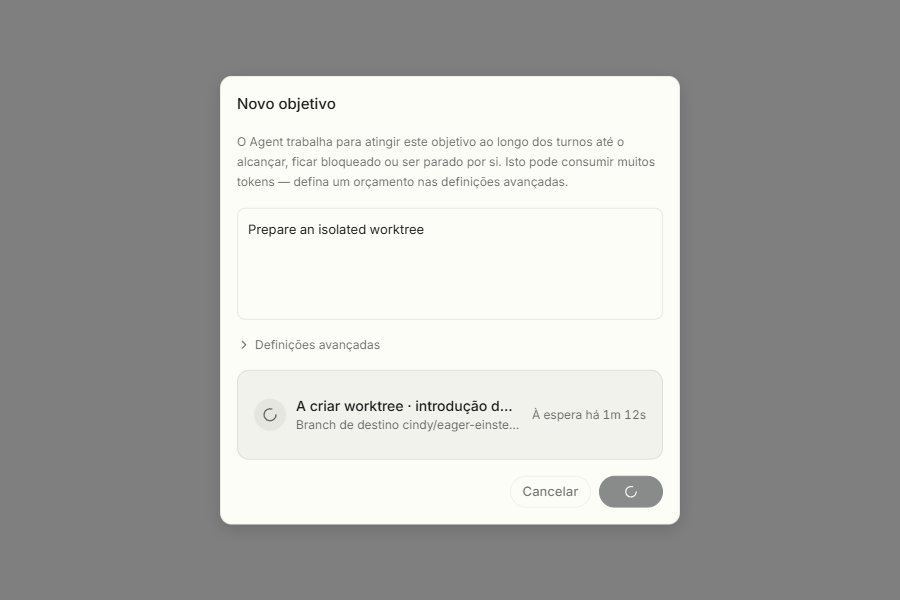 Novo objetivo
O Agent trabalha para atingir este objetivo ao longo dos turnos até o
alcançar, ficar bloqueado ou ser parado por si. Isto pode consumir muitos
tokens — defina um orçamento nas definições avançadas.
Prepare an isolated worktree
Definições avançadas
A criar worktree · introdução d...
Branch de destino cindy/eager-einste...
À espera há 1m 12s
Cancelar